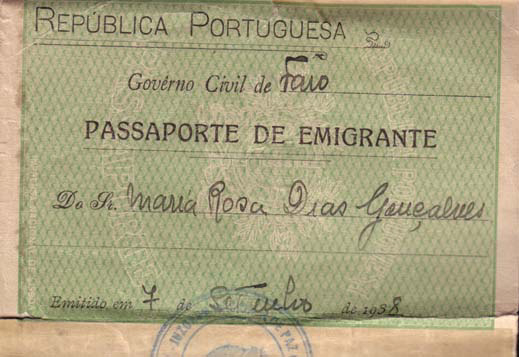 REPÚBLICA PORTUGUESA
Govêrno Civil de Faro
PASSAPORTE DE EMIGRANTE
Do Sr. Maria Rosa Dias Gonçalves
Emitido em 7 de Setembro de 1938